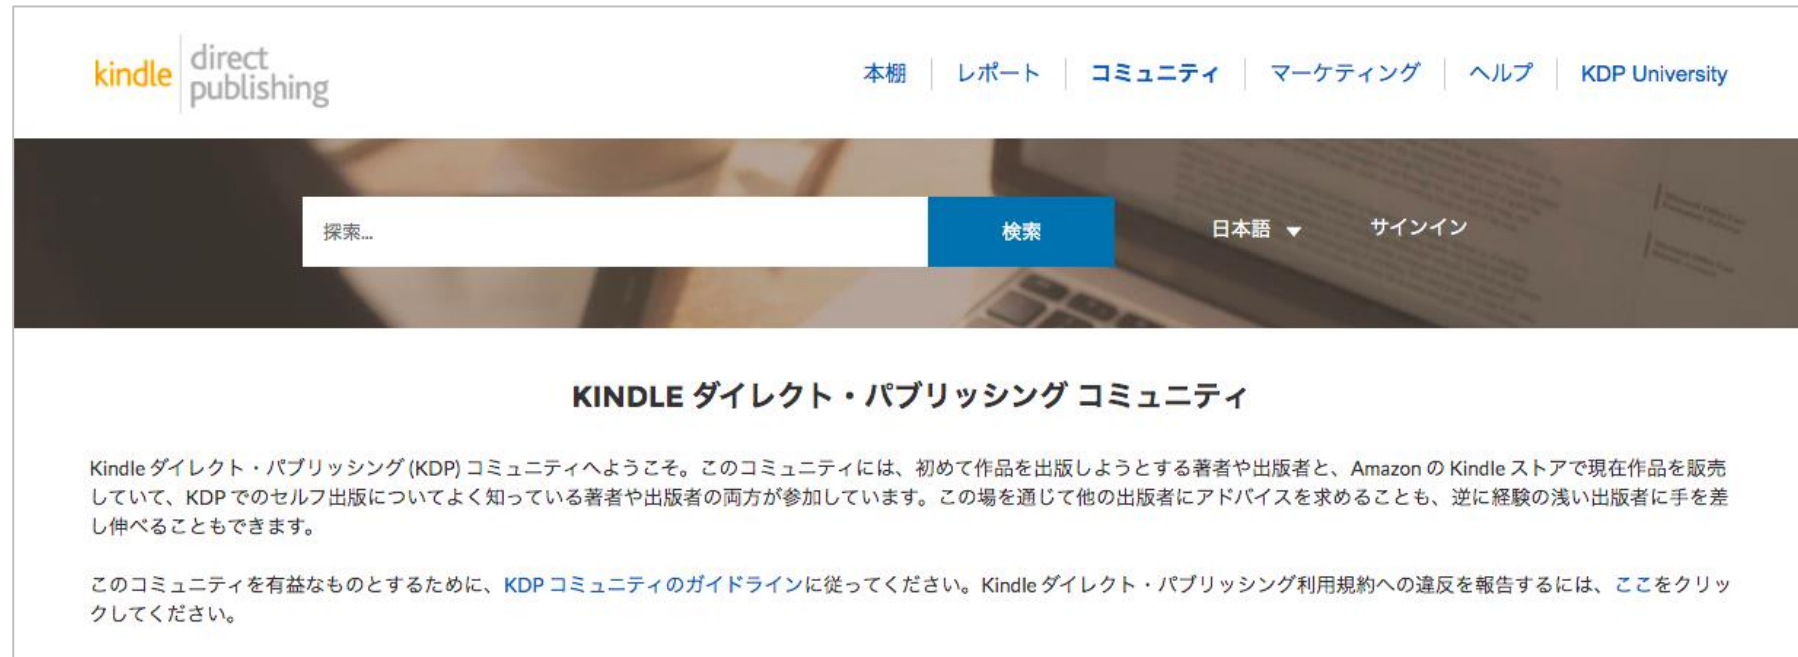 kindle direct publishing
本棚 レポート コミュニティ マーケティング ヘルプ KDP University
探索... 検索 日本語 サインイン
KINDLE ダイレクト・パブリッシング コミュニティ
Kindle ダイレクト・パブリッシング (KDP) コミュニティへようこそ。このコミュニティには、初めて作品を出版しようとする著者や出版者と、Amazon の Kindle ストアで現在作品を販売
していて、KDP でのセルフ出版についてよく知っている著者や出版者の両方が参加しています。この場を通じて他の出版者にアドバイスを求めることも、逆に経験の浅い出版者に手を差
し伸べることもできます。
このコミュニティを有益なものとするために、KDP コミュニティのガイドラインに従ってください。Kindle ダイレクト・パブリッシング利用規約への違反を報告するには、ここをクリッ
クしてください。